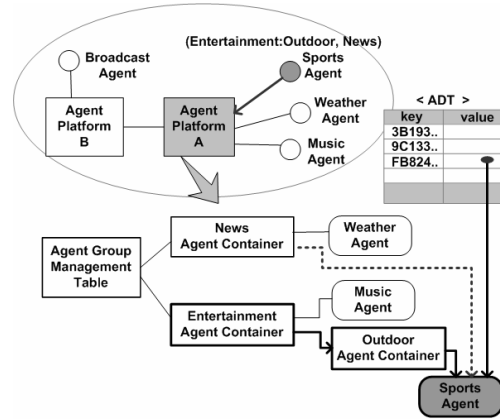 (Entertainment:Outdoor, News)
Broadcast
Agent
Sports
Agent
Agent
Platform
B
Agent
Platform
A
Weather
Agent
Music
Agent
< ADT >
key value
3B193..
9C133..
FB824..
News
Agent Container
Weather
Agent
Agent Group
Management
Table
Music
Agent
Entertainment
Agent Container
Outdoor
Agent Container
Sports
Agent